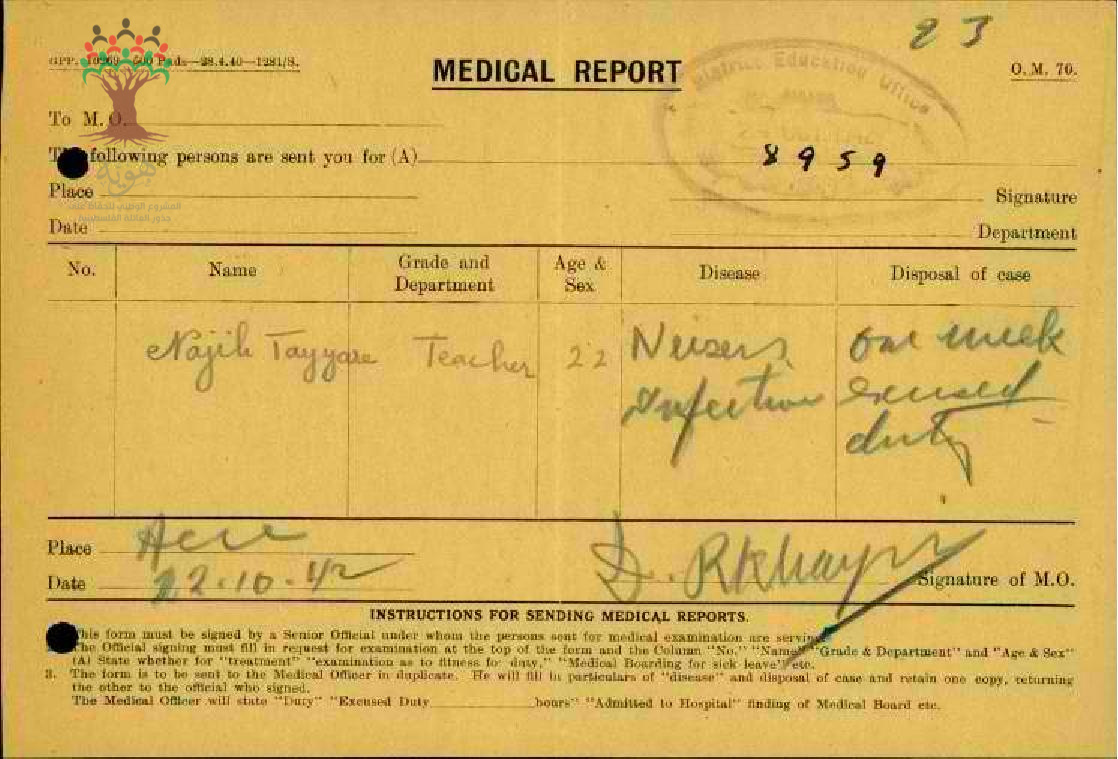 23
GPP. 10969—500 Pads—28.4.40—1281/S.
MEDICAL REPORT
O.M. 70.
District Education Office
To M.O.
The following persons are sent you for (A)
8959
Place
Signature
Date
Department
No. Name Grade and Department Age & Sex Disease Disposal of case
Najib Tayyare Teacher 22
Infection
one week
excused
duty
Place Acre
Date 22.10.42
Dr. RKhayr
Signature of M.O.
INSTRUCTIONS FOR SENDING MEDICAL REPORTS.
This form must be signed by a Senior Official under whom the persons sent for medical examination are serving
The Official signing must fill in request for examination at the top of the form and the Column "No." "Name" "Grade & Department" and "Age & Sex"
(A) State whether for "treatment" "examination as to fitness for duty," "Medical Boarding for sick leave" etc.
3. The form is to be sent to the Medical Officer in duplicate. He will fill in particulars of "disease" and disposal of case and retain one copy, returning
the other to the official who signed.
The Medical Officer will state "Duty" "Excused Duty hours" "Admitted to Hospital" finding of Medical Board etc.